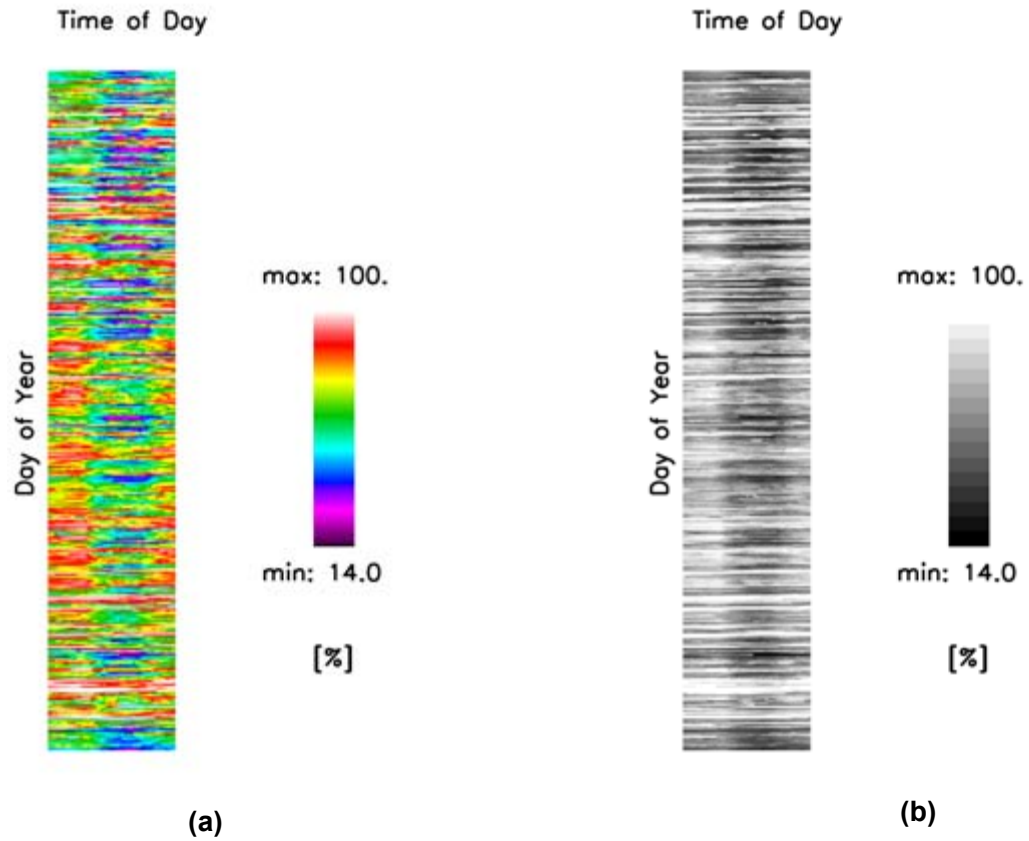 Time of Day
max: 100.
Day of Year
min: 14.0
[%]
(a)
Time of Day
max: 100.
Day of Year
min: 14.0
[%]
(b)